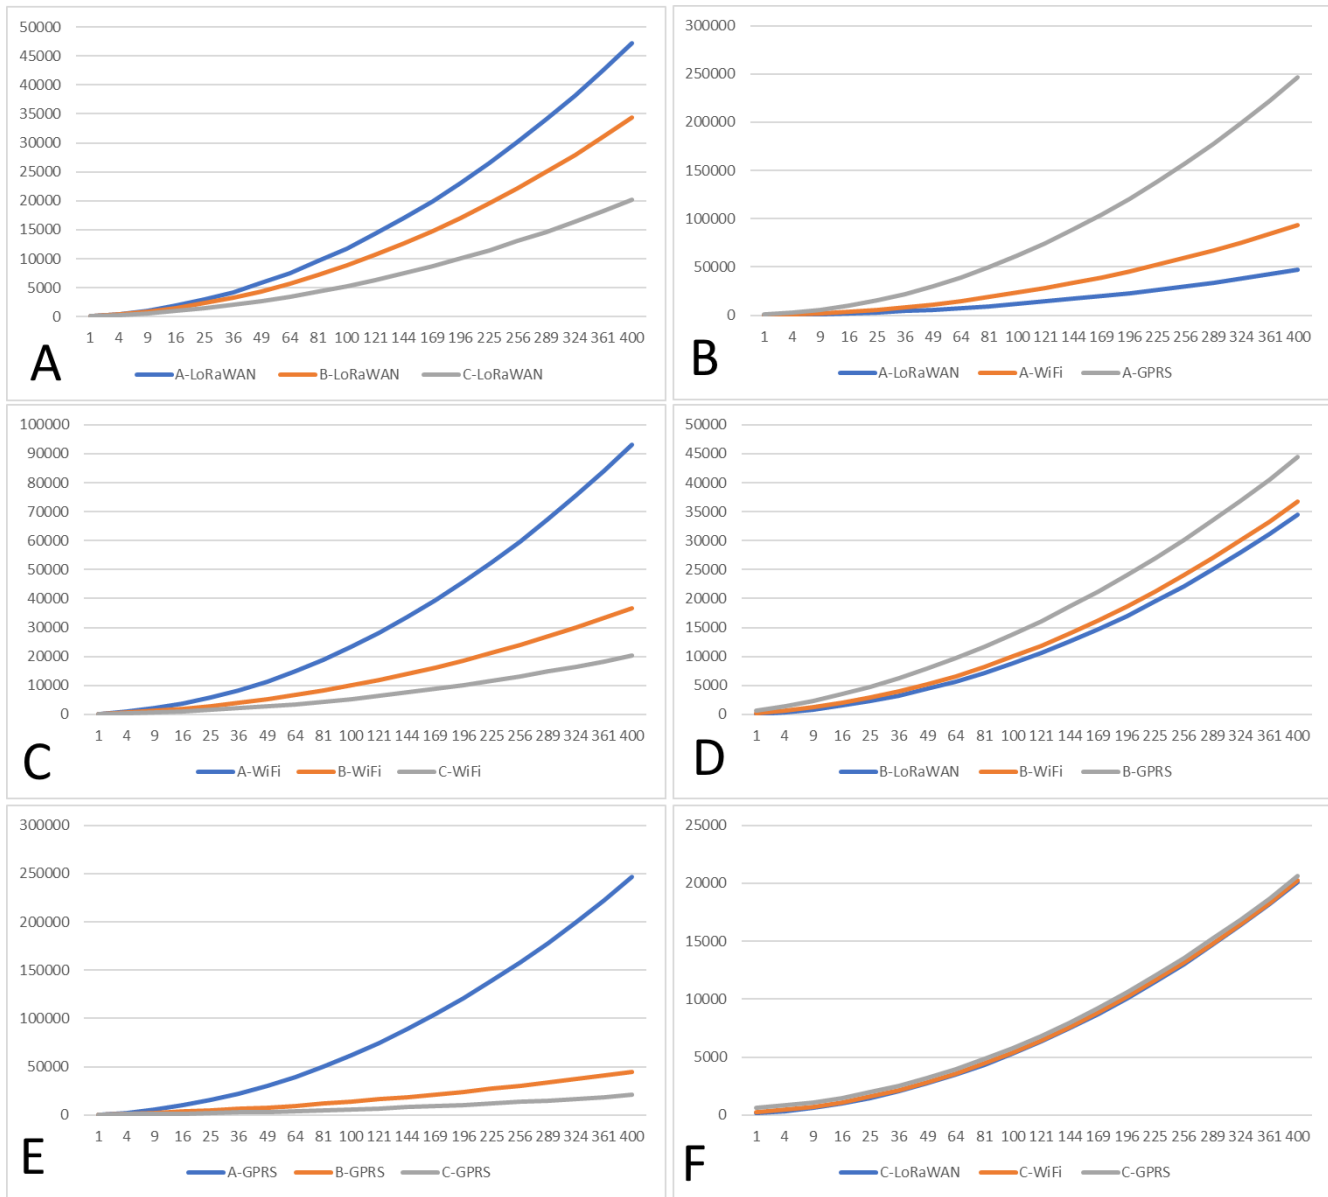 50000
45000
40000
35000
30000
25000
20000
15000
10000
5000
0
1 4 9 16 25 36 49 64 81 100 121 144 169 196 225 256 289 324 361 400
A-LoRaWAN B-LoRaWAN C-LoRaWAN
A
300000
250000
200000
150000
100000
50000
0
1 4 9 16 25 36 49 64 81 100 121 144 169 196 225 256 289 324 361 400
A-LoRaWAN A-WiFi A-GPRS
B
100000
90000
80000
70000
60000
50000
40000
30000
20000
10000
0
1 4 9 16 25 36 49 64 81 100 121 144 169 196 225 256 289 324 361 400
A-WiFi B-WiFi C-WiFi
C
50000
45000
40000
35000
30000
25000
20000
15000
10000
5000
0
1 4 9 16 25 36 49 64 81 100 121 144 169 196 225 256 289 324 361 400
B-LoRaWAN B-WiFi B-GPRS
D
300000
250000
200000
150000
100000
50000
0
1 4 9 16 25 36 49 64 81 100 121 144 169 196 225 256 289 324 361 400
A-GPRS B-GPRS C-GPRS
E
25000
20000
15000
10000
5000
0
1 4 9 16 25 36 49 64 81 100 121 144 169 196 225 256 289 324 361 400
C-LoRaWAN C-WiFi C-GPRS
F